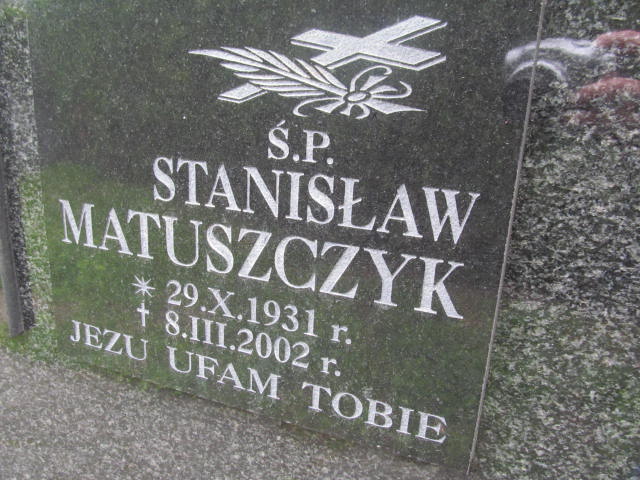 Ś.P.
STANISŁAW
MATUSZCZYK
29.X.1931 r.
8.III.2002 r.
JEZU UFAM TOBIE